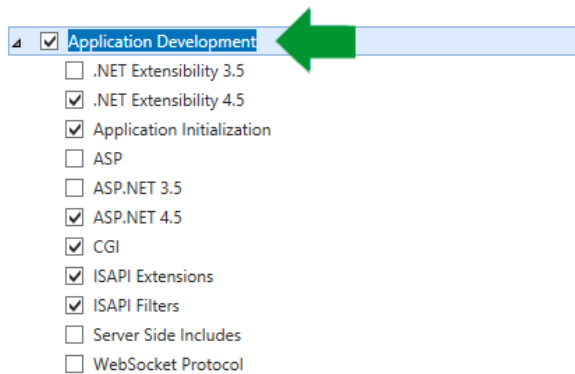 Application Development
.NET Extensibility 3.5
.NET Extensibility 4.5
Application Initialization
ASP
ASP.NET 3.5
ASP.NET 4.5
CGI
ISAPI Extensions
ISAPI Filters
Server Side Includes
WebSocket Protocol